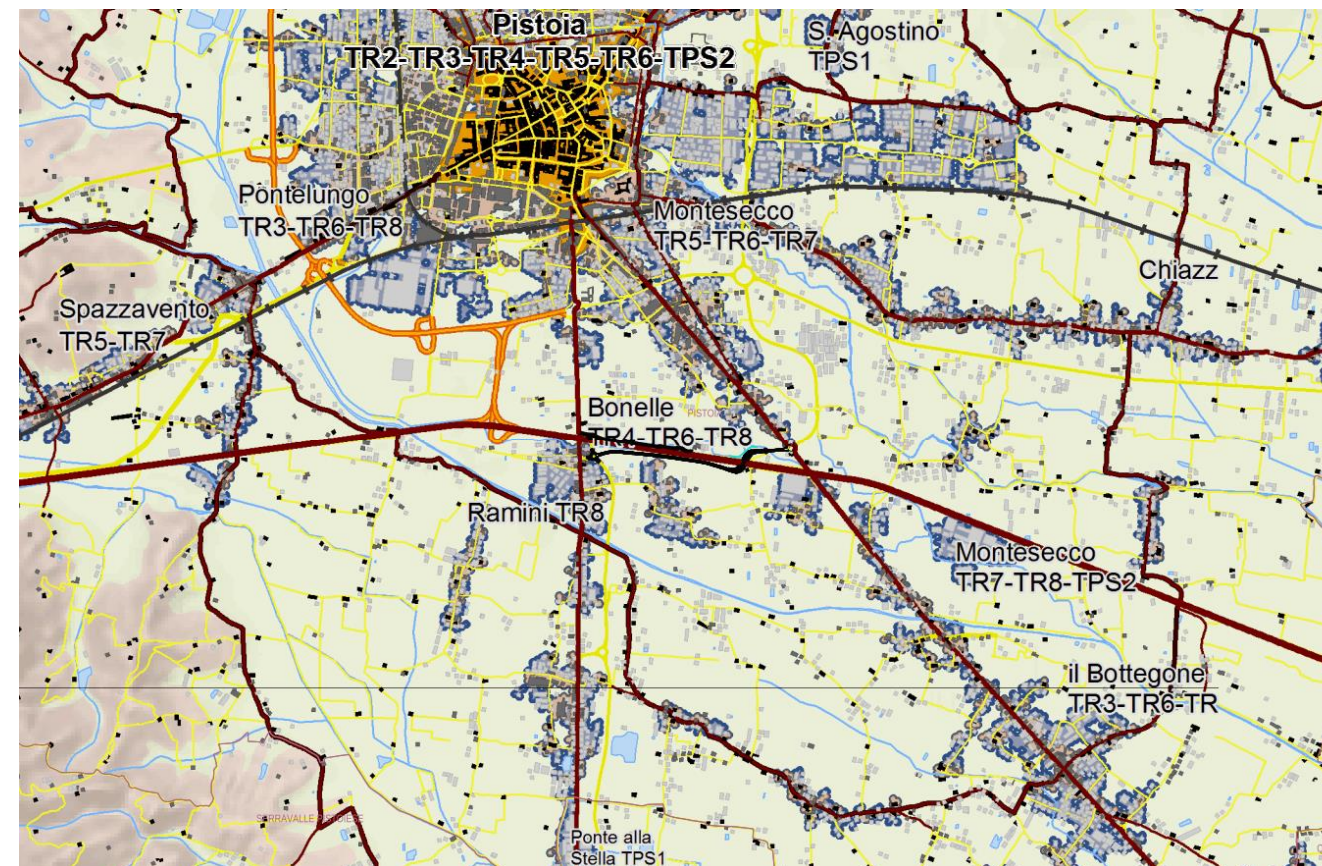 Pistoia
TR2-TR3-TR4-TR5-TR6-TPS2
S. Agostino
TPS1
Pontelungo
TR3-TR6-TR8
Montesecco
TR5-TR6-TR7
Chiazz
Spazzavento
TR5-TR7
Bonelle
TR4-TR6-TR8
Ramini TR8
Montesecco
TR7-TR8-TPS2
il Bottegone
TR3-TR6-TR
SERRAVALLE PISTOIESE
Ponte alla
Stella TPS1